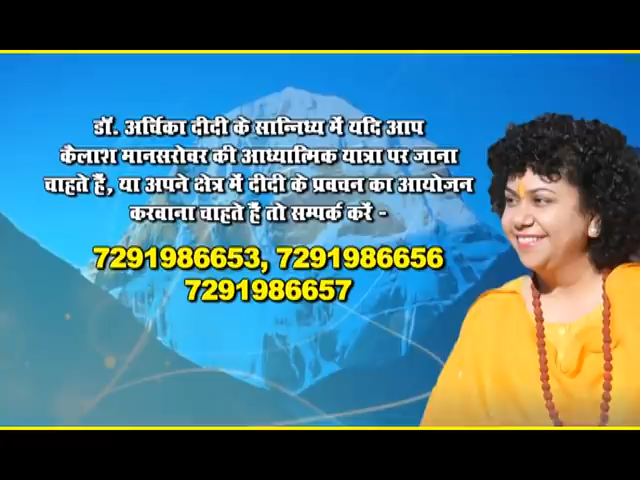 डॉ. अर्चिका दीदी के सान्निध्य में यदि आप
कैलाश मानसरोवर की आध्यात्मिक यात्रा पर जाना
चाहते हैं, या अपने क्षेत्र में दीदी के प्रवचन का आयोजन
करवाना चाहते हैं तो सम्पर्क करें -
7291986653, 7291986656
7291986657